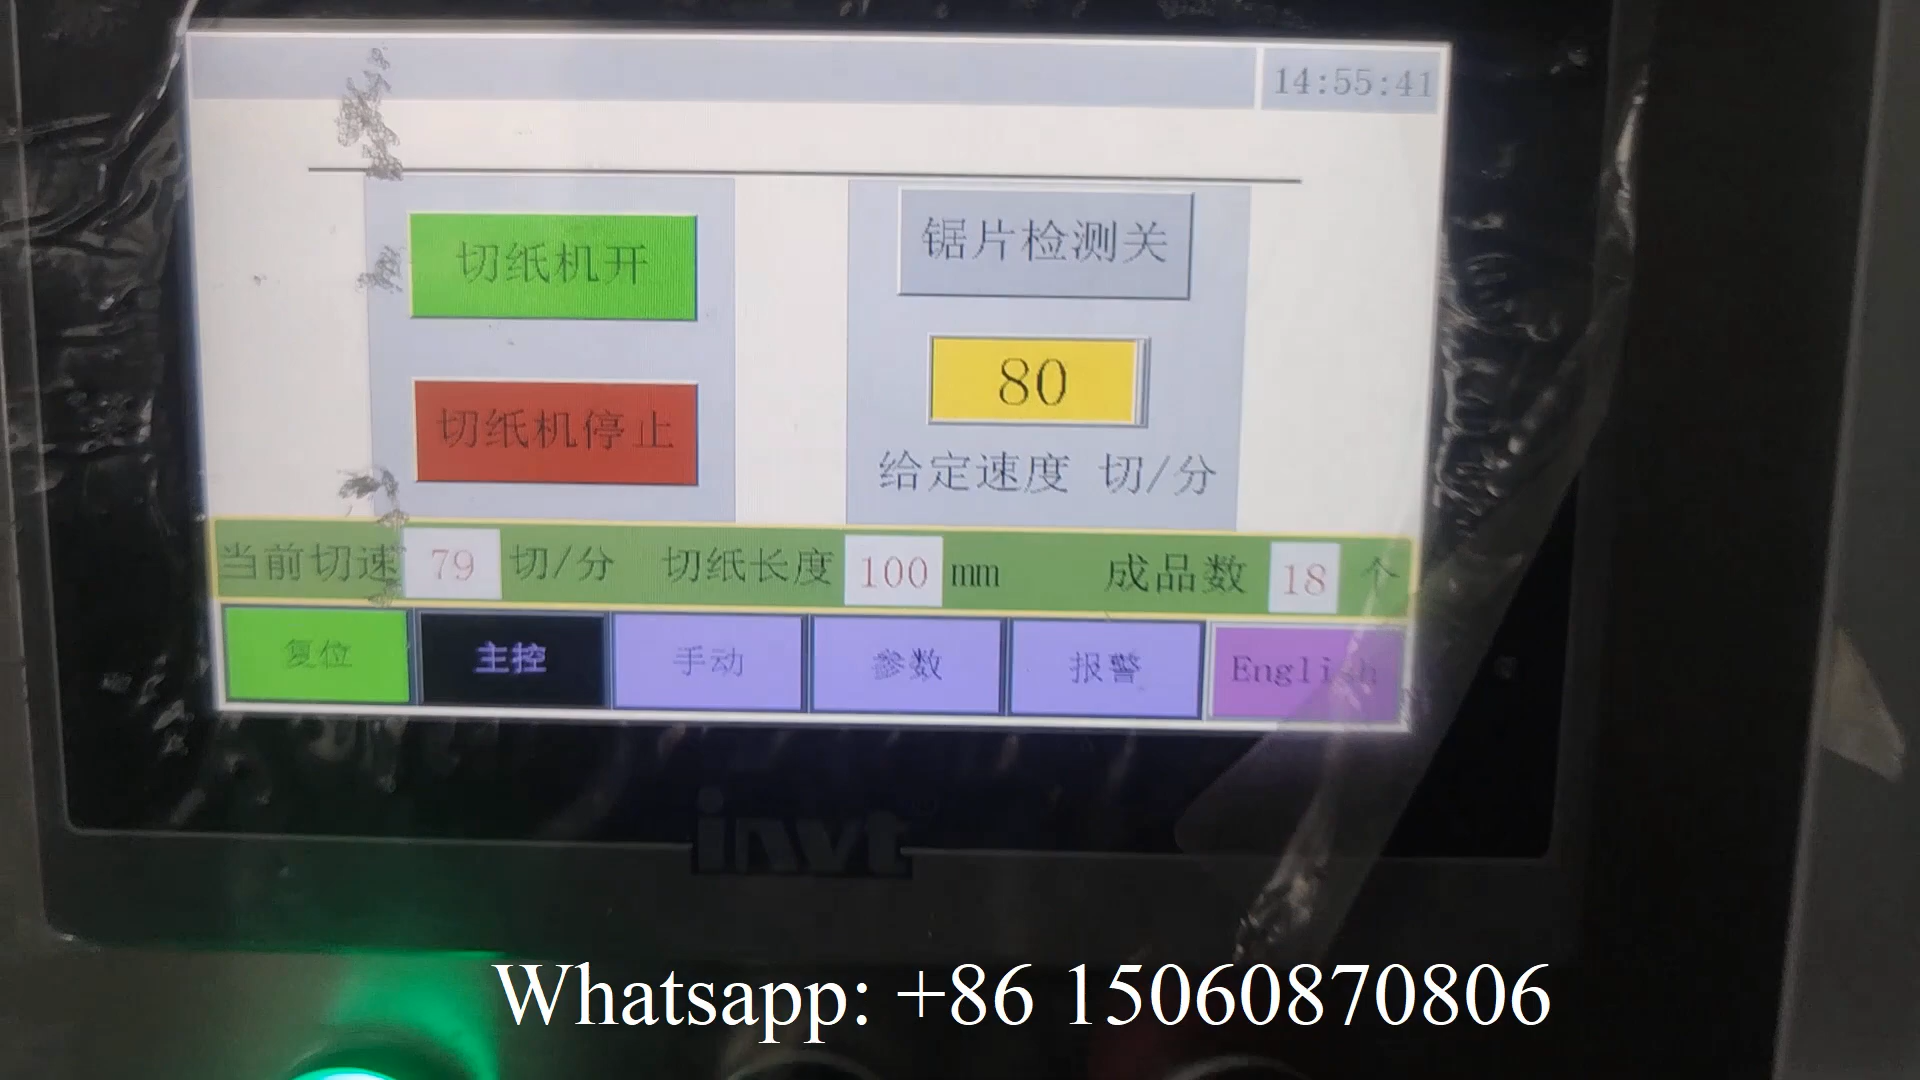 14:55:41
切纸机开
锯片检测关
80
切纸机停止
给定速度 切/分
当前切速 79 切/分 切纸长度 100 mm 成品数 18 个
复位 主控 手动 参数 报警 English
invt
Whatsapp: +86 15060870806